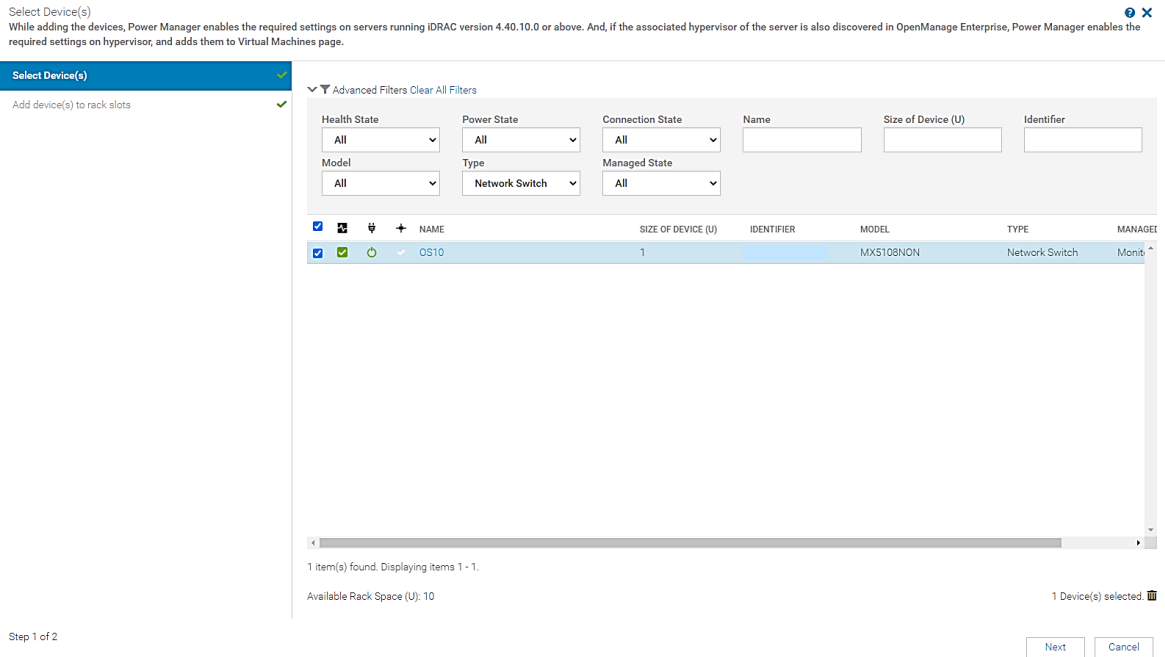 Select Device(s)
While adding the devices, Power Manager enables the required settings on servers running iDRAC version 4.40.10.0 or above. And, if the associated hypervisor of the server is also discovered in OpenManage Enterprise, Power Manager enables the
required settings on hypervisor, and adds them to Virtual Machines page.
Select Device(s)
Add device(s) to rack slots
Advanced Filters Clear All Filters
Health State Power State Connection State Name Size of Device (U) Identifier
All All All
Model Type Managed State
All Network Switch All
NAME SIZE OF DEVICE (U) IDENTIFIER MODEL TYPE MANAGED
OS10 1 MX5108NON Network Switch Monit
1 item(s) found. Displaying items 1 - 1.
Available Rack Space (U): 10 1 Device(s) selected.
Step 1 of 2
Next Cancel